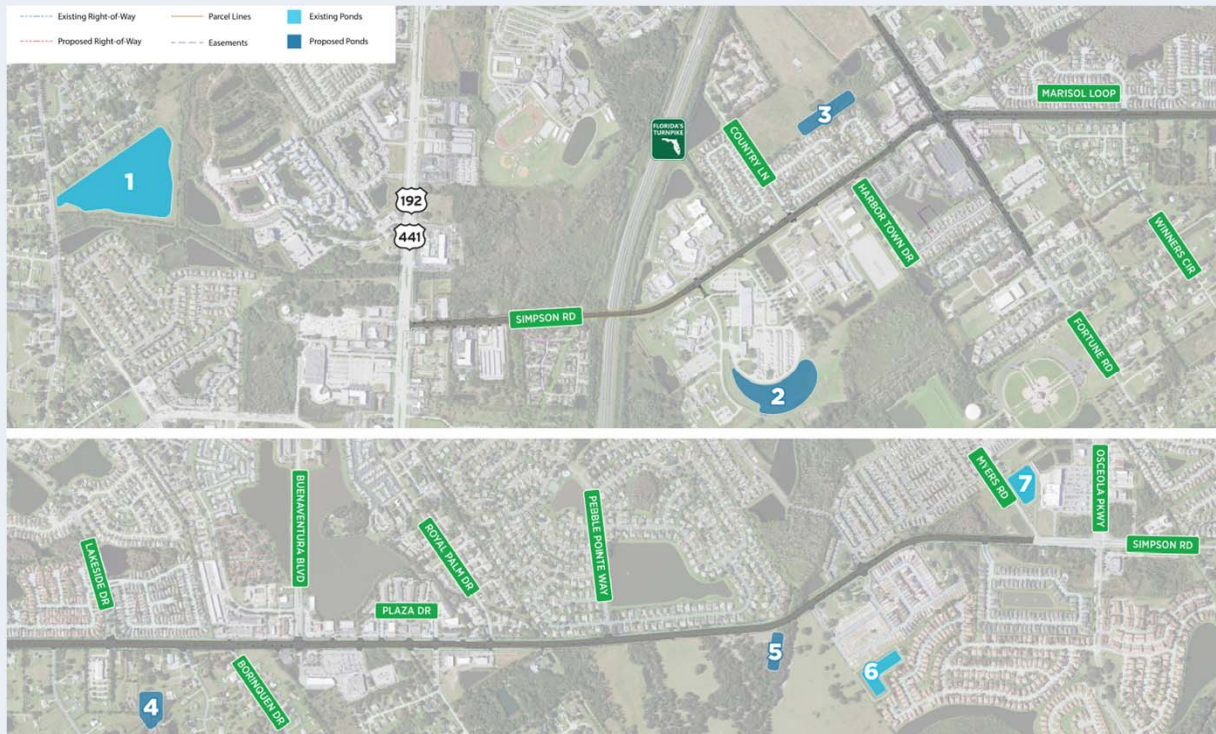 Existing Right-of-Way
Parcel Lines
Existing Ponds
Proposed Right-of-Way
Easements
Proposed Ponds
MARISOL LOOP
3
FLORIDA'S
TURNPIKE
COUNTRY LN
1
192
441
HARBOR TOWN DR
WINNERS CIR
SIMPSON RD
FORTUNE RD
2
BUENAVENTURA BLVD
PEBBLE POINTE WAY
MYERS RD
7
OSCEOLA PKWY
SIMPSON RD
LAKESIDE DR
ROYAL PALM DR
PLAZA DR
5
6
BORINQUEN DR
4